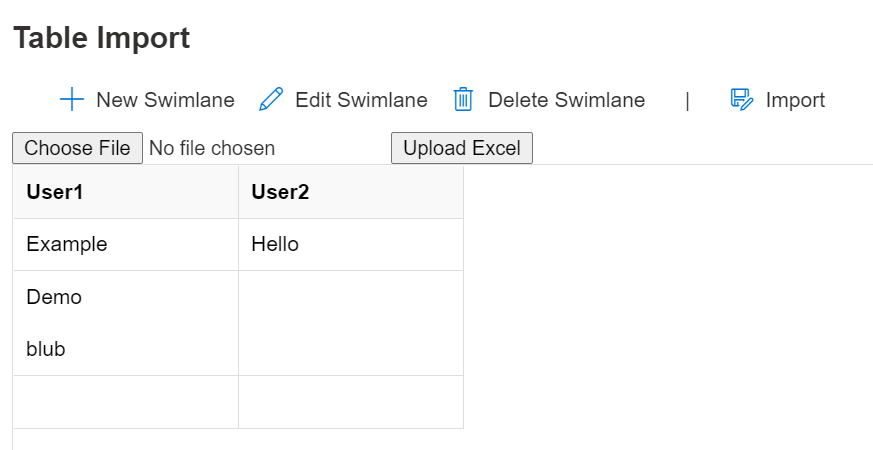 Table Import
New Swimlane Edit Swimlane Delete Swimlane | Import
Choose File No file chosen Upload Excel
User1 User2
Example Hello
Demo
blub